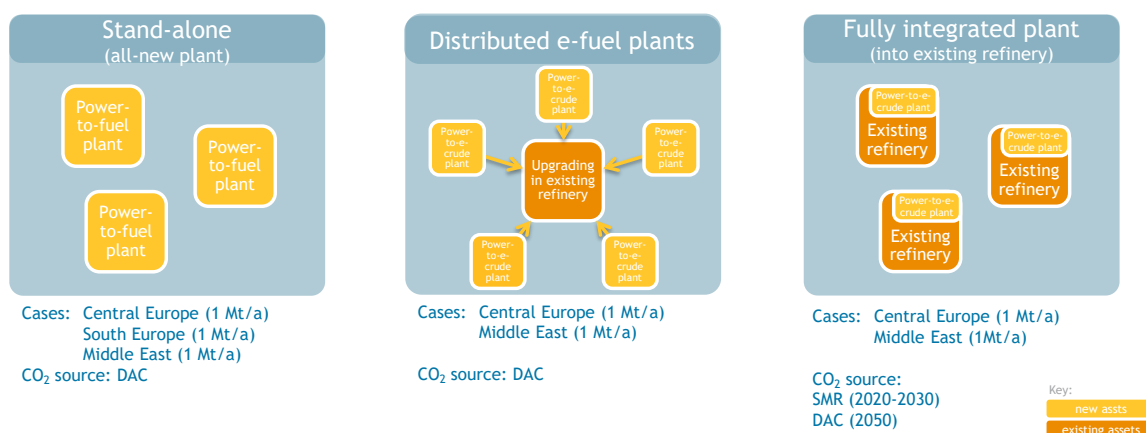 Stand-alone
(all-new plant)
Power-
to-fuel
plant
Power-
to-fuel
plant
Power-
to-fuel
plant
Cases: Central Europe (1 Mt/a)
South Europe (1 Mt/a)
Middle East (1 Mt/a)
CO₂ source: DAC
Distributed e-fuel plants
Power-
to-e-
crude
plant
Power-
to-e-
crude
plant
Power-
to-e-
crude
plant
Upgrading
in existing
refinery
Power-
to-e-
crude
plant
Power-
to-e-
crude
plant
Cases: Central Europe (1 Mt/a)
Middle East (1 Mt/a)
CO₂ source: DAC
Fully integrated plant
(into existing refinery)
Power-to-e-
crude plant
Existing
refinery
Power-to-e-
crude plant
Existing
refinery
Power-to-e-
crude plant
Existing
refinery
Cases: Central Europe (1 Mt/a)
Middle East (1Mt/a)
CO₂ source:
SMR (2020-2030)
DAC (2050)
Key:
new assts
existing assets